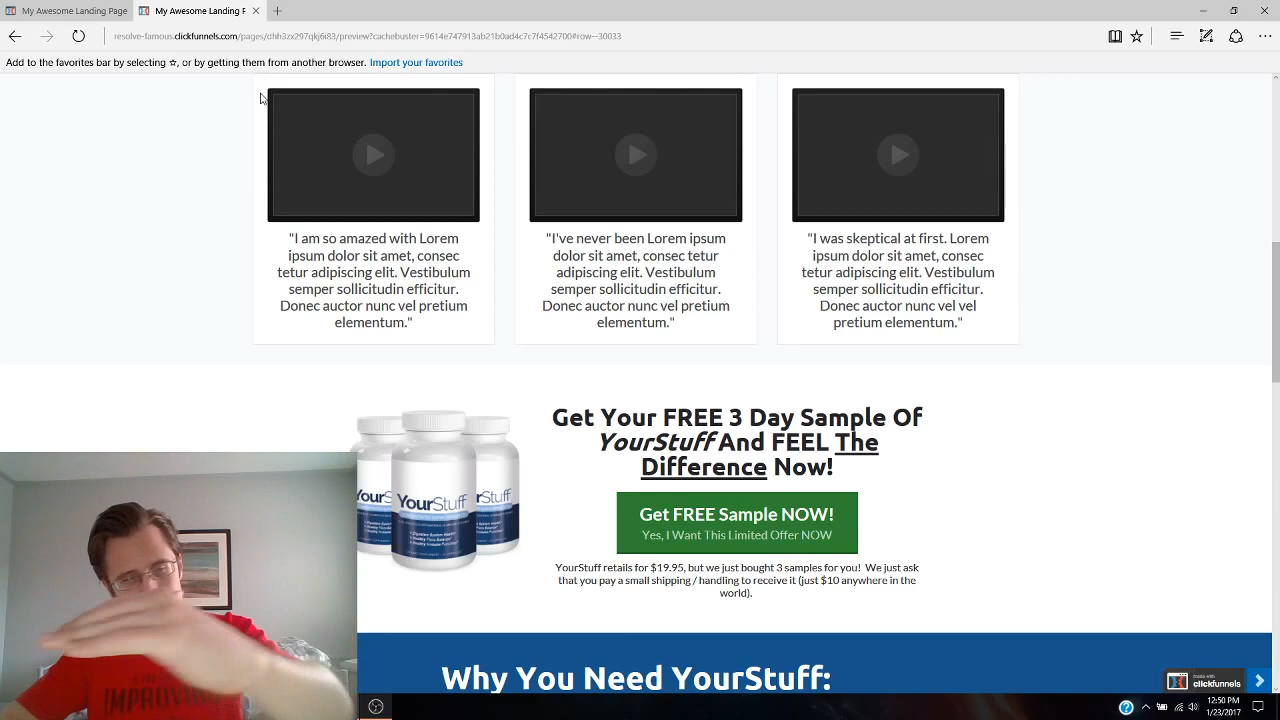 My Awesome Landing Page
My Awesome Landing F
resolve-famous.clickfunnels.com/pages/dhh3zx297qkj6i83/preview?cachebuster=9614e747913ab21b0ad4c7c7f4542700#row--30033
Add to the favorites bar by selecting ☆, or by getting them from another browser. Import your favorites
"I am so amazed with Lorem
ipsum dolor sit amet, consec
tetur adipiscing elit. Vestibulum
semper sollicitudin efficitur.
Donec auctor nunc vel pretium
elementum."
"I've never been Lorem ipsum
dolor sit amet, consec tetur
adipiscing elit. Vestibulum
semper sollicitudin efficitur.
Donec auctor nunc vel pretium
elementum."
"I was skeptical at first. Lorem
ipsum dolor sit amet, consec
tetur adipiscing elit. Vestibulum
semper sollicitudin efficitur.
Donec auctor nunc vel vel
pretium elementum."
Get Your FREE 3 Day Sample Of
YourStuff And FEEL The
Difference Now!
YourStuff
Get FREE Sample NOW!
Yes, I Want This Limited Offer NOW
YourStuff retails for $19.95, but we just bought 3 samples for you! We just ask
that you pay a small shipping / handling to receive it (just $10 anywhere in the
world).
Why You Need YourStuff:
made with
clickfunnels
IMPROVING
12:50 PM
1/23/2017